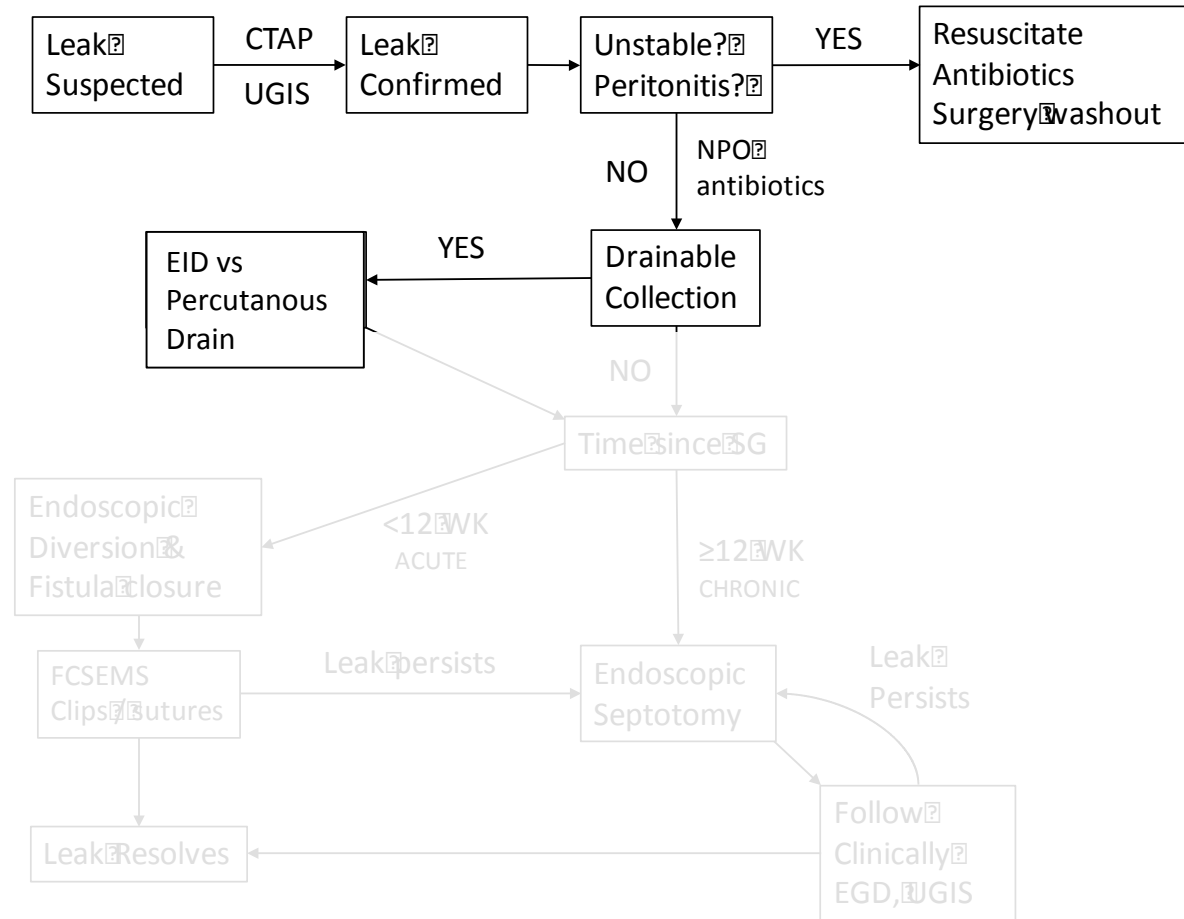 Leak
Suspected
CTAP
UGIS
Leak
Confirmed
Unstable?
Peritonitis?
YES
Resuscitate
Antibiotics
Surgery washout
NO
NPO
antibiotics
Drainable
Collection
YES
EID vs
Percutanous
Drain
NO
Time since SG
<12 WK
ACUTE
≥12 WK
CHRONIC
Endoscopic
Diversion &
Fistula closure
FCSEMS
Clips / sutures
Leak persists
Endoscopic
Septotomy
Leak
Persists
Leak Resolves
Follow
Clinically
EGD, UGIS